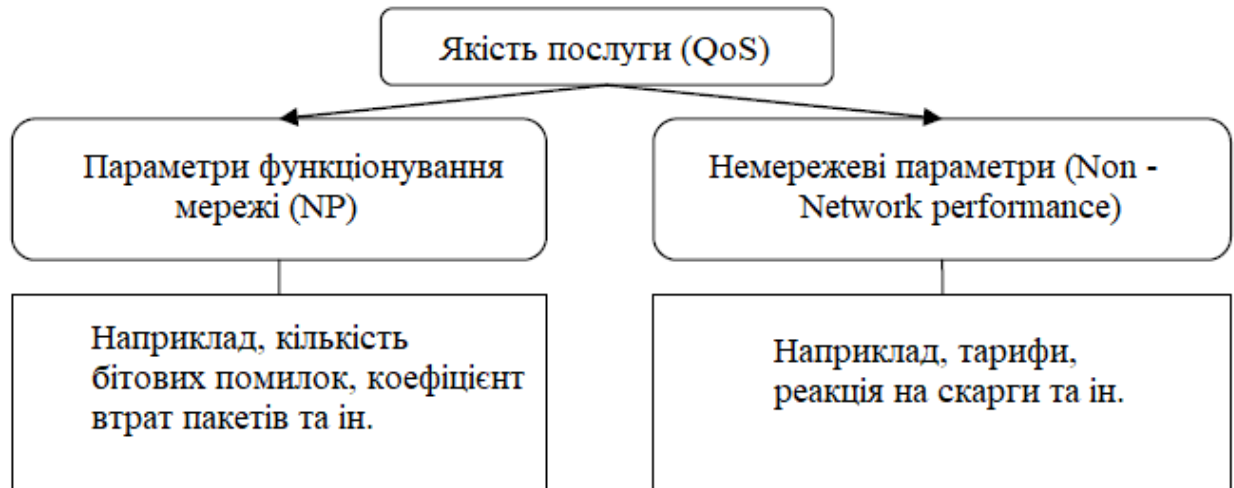 Якість послуги (QoS)
Параметри функціонування
мережі (NP)
Немережеві параметри (Non -
Network performance)
Наприклад, кількість
бітових помилок, коефіцієнт
втрат пакетів та ін.
Наприклад, тарифи,
реакція на скарги та ін.